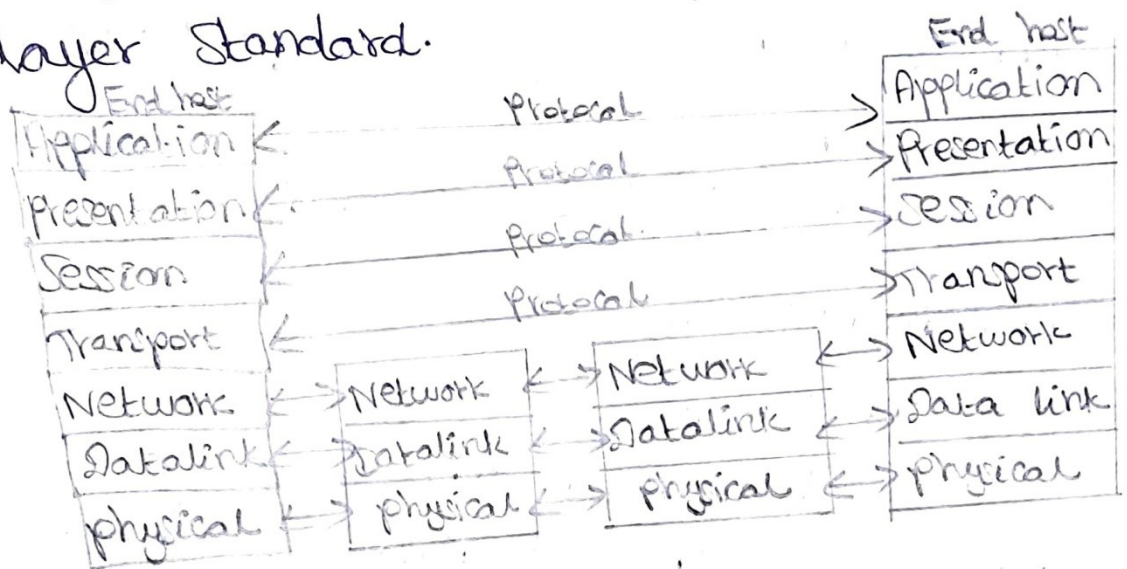 Layer Standard.
End host
End host
Application
Protocol
Application
Presentation
Protocol
Presentation
Session
Protocol
Session
Transport
Protocol
Transport
Network
Network
Network
Network
Datalink
Datalink
Datalink
Data link
physical
physical
physical
physical